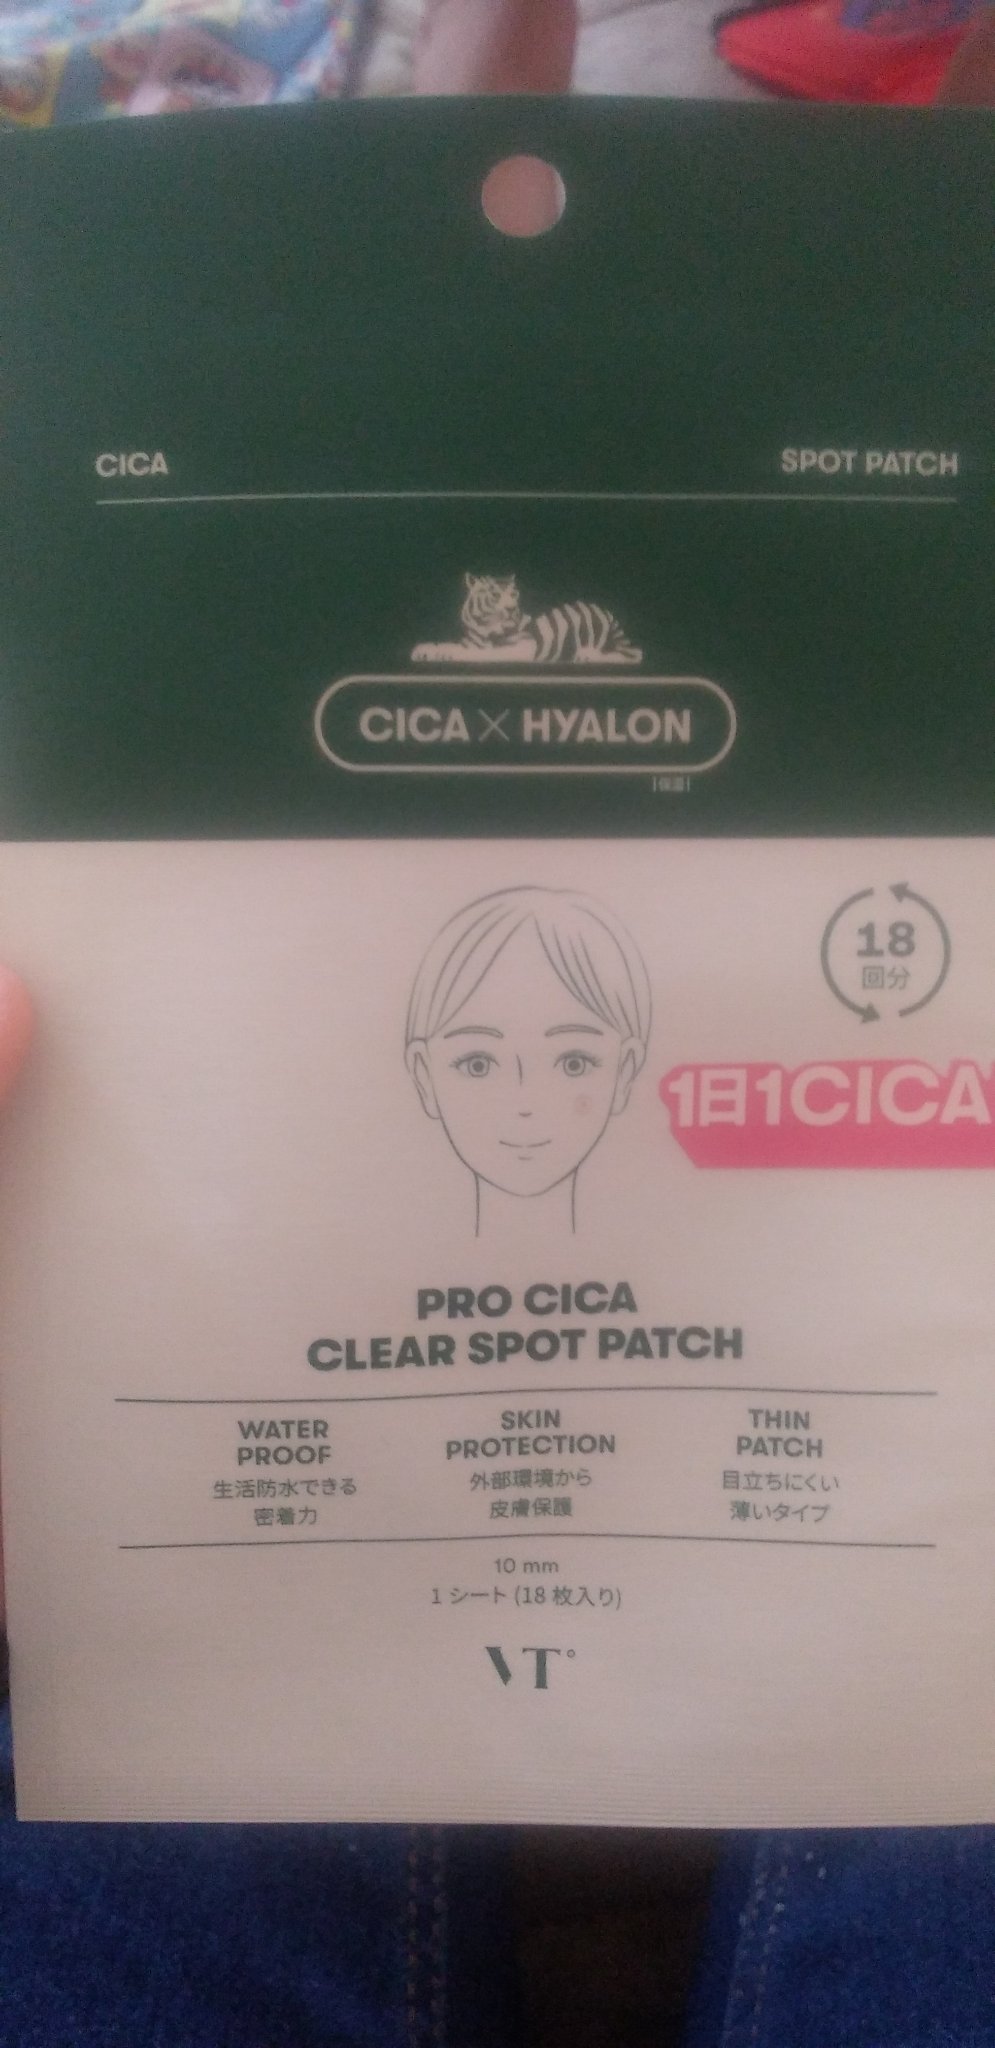 CICA
SPOT PATCH
CICA X HYALON
18
回分
1日1CICA
PRO CICA
CLEAR SPOT PATCH
WATER
PROOF
生活防水できる
密着力
SKIN
PROTECTION
外部環境から
皮膚保護
THIN
PATCH
目立ちにくい
薄いタイプ
10 mm
1 シート (18 枚入り)
VT